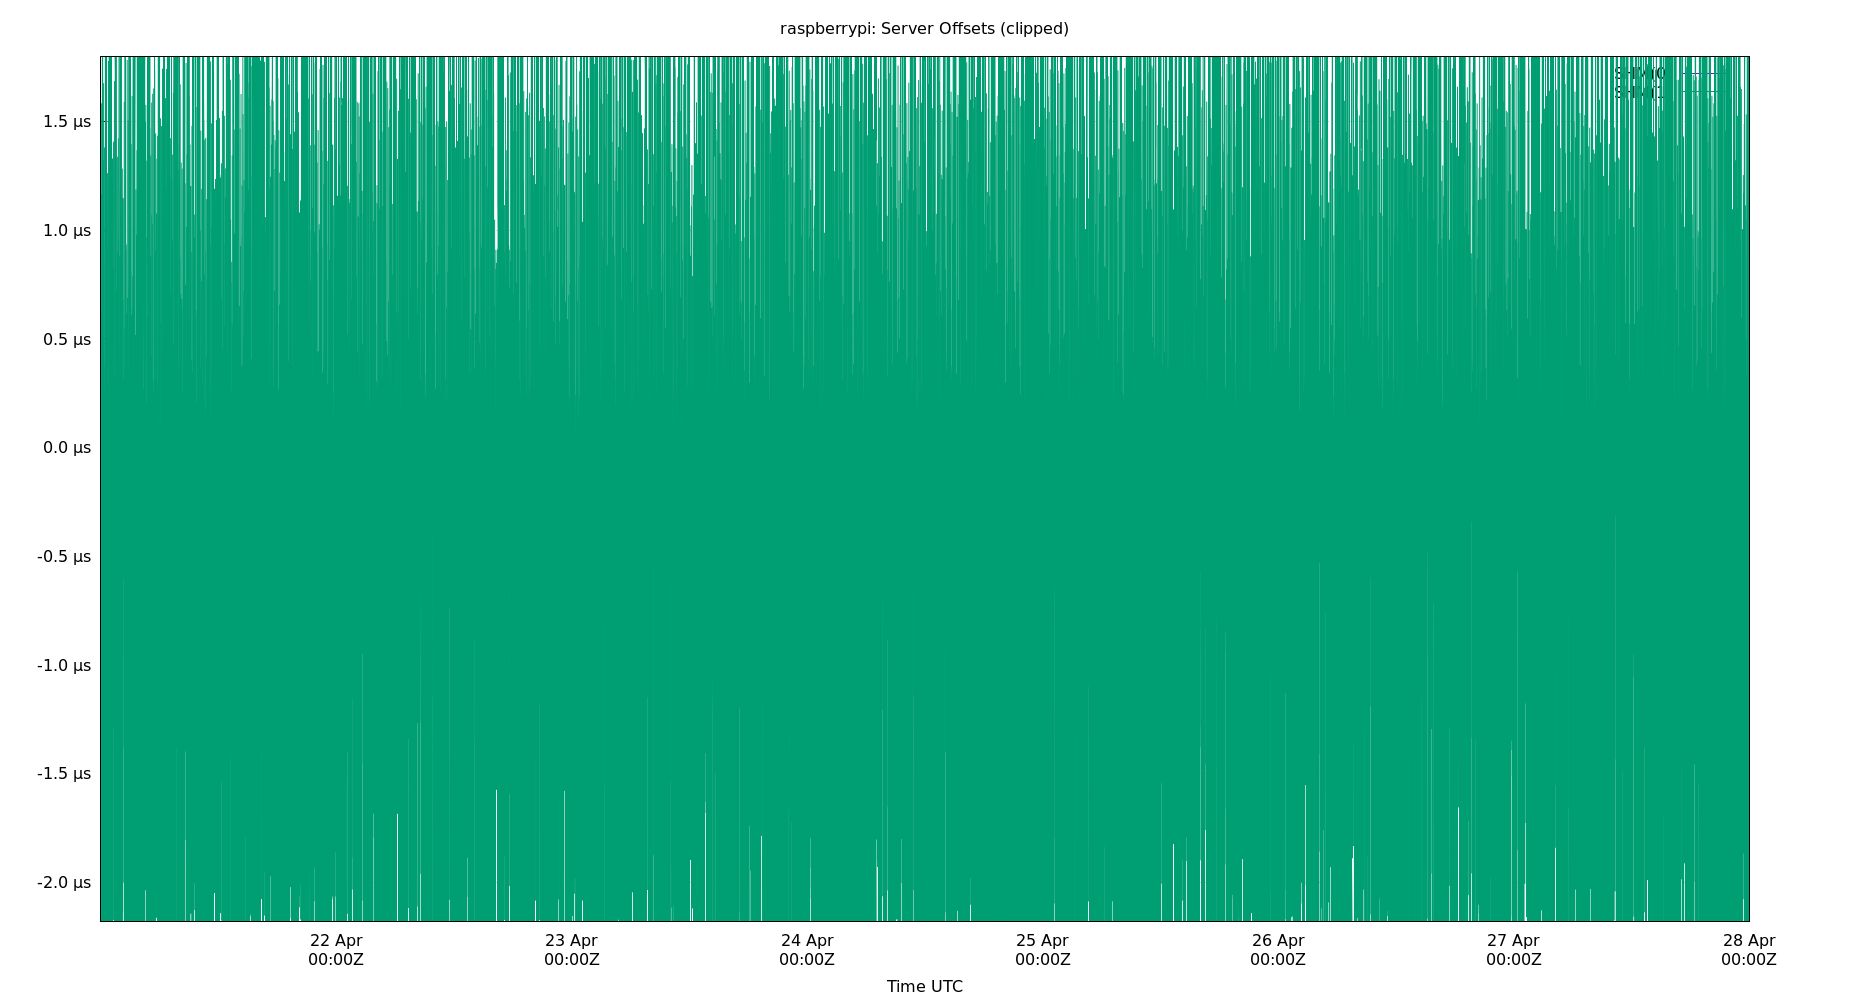 raspberrypi: Server Offsets (clipped)
1.5 µs
1.0 µs
0.5 µs
0.0 µs
-0.5 µs
-1.0 µs
-1.5 µs
-2.0 µs
22 Apr 23 Apr 24 Apr 25 Apr 26 Apr 27 Apr 28 Apr
00:00Z 00:00Z 00:00Z 00:00Z 00:00Z 00:00Z 00:00Z
Time UTC